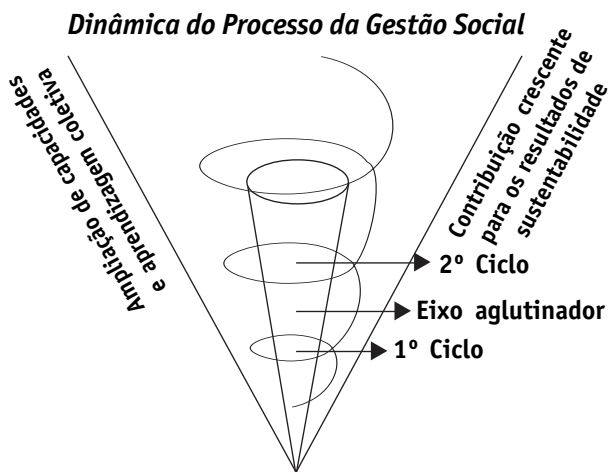 Dinâmica do Processo da Gestão Social
Ampliação de capacidades
e aprendizagem coletiva
Contribuição crescente
para os resultados de
sustentabilidade
2º Ciclo
Eixo aglutinador
1º Ciclo